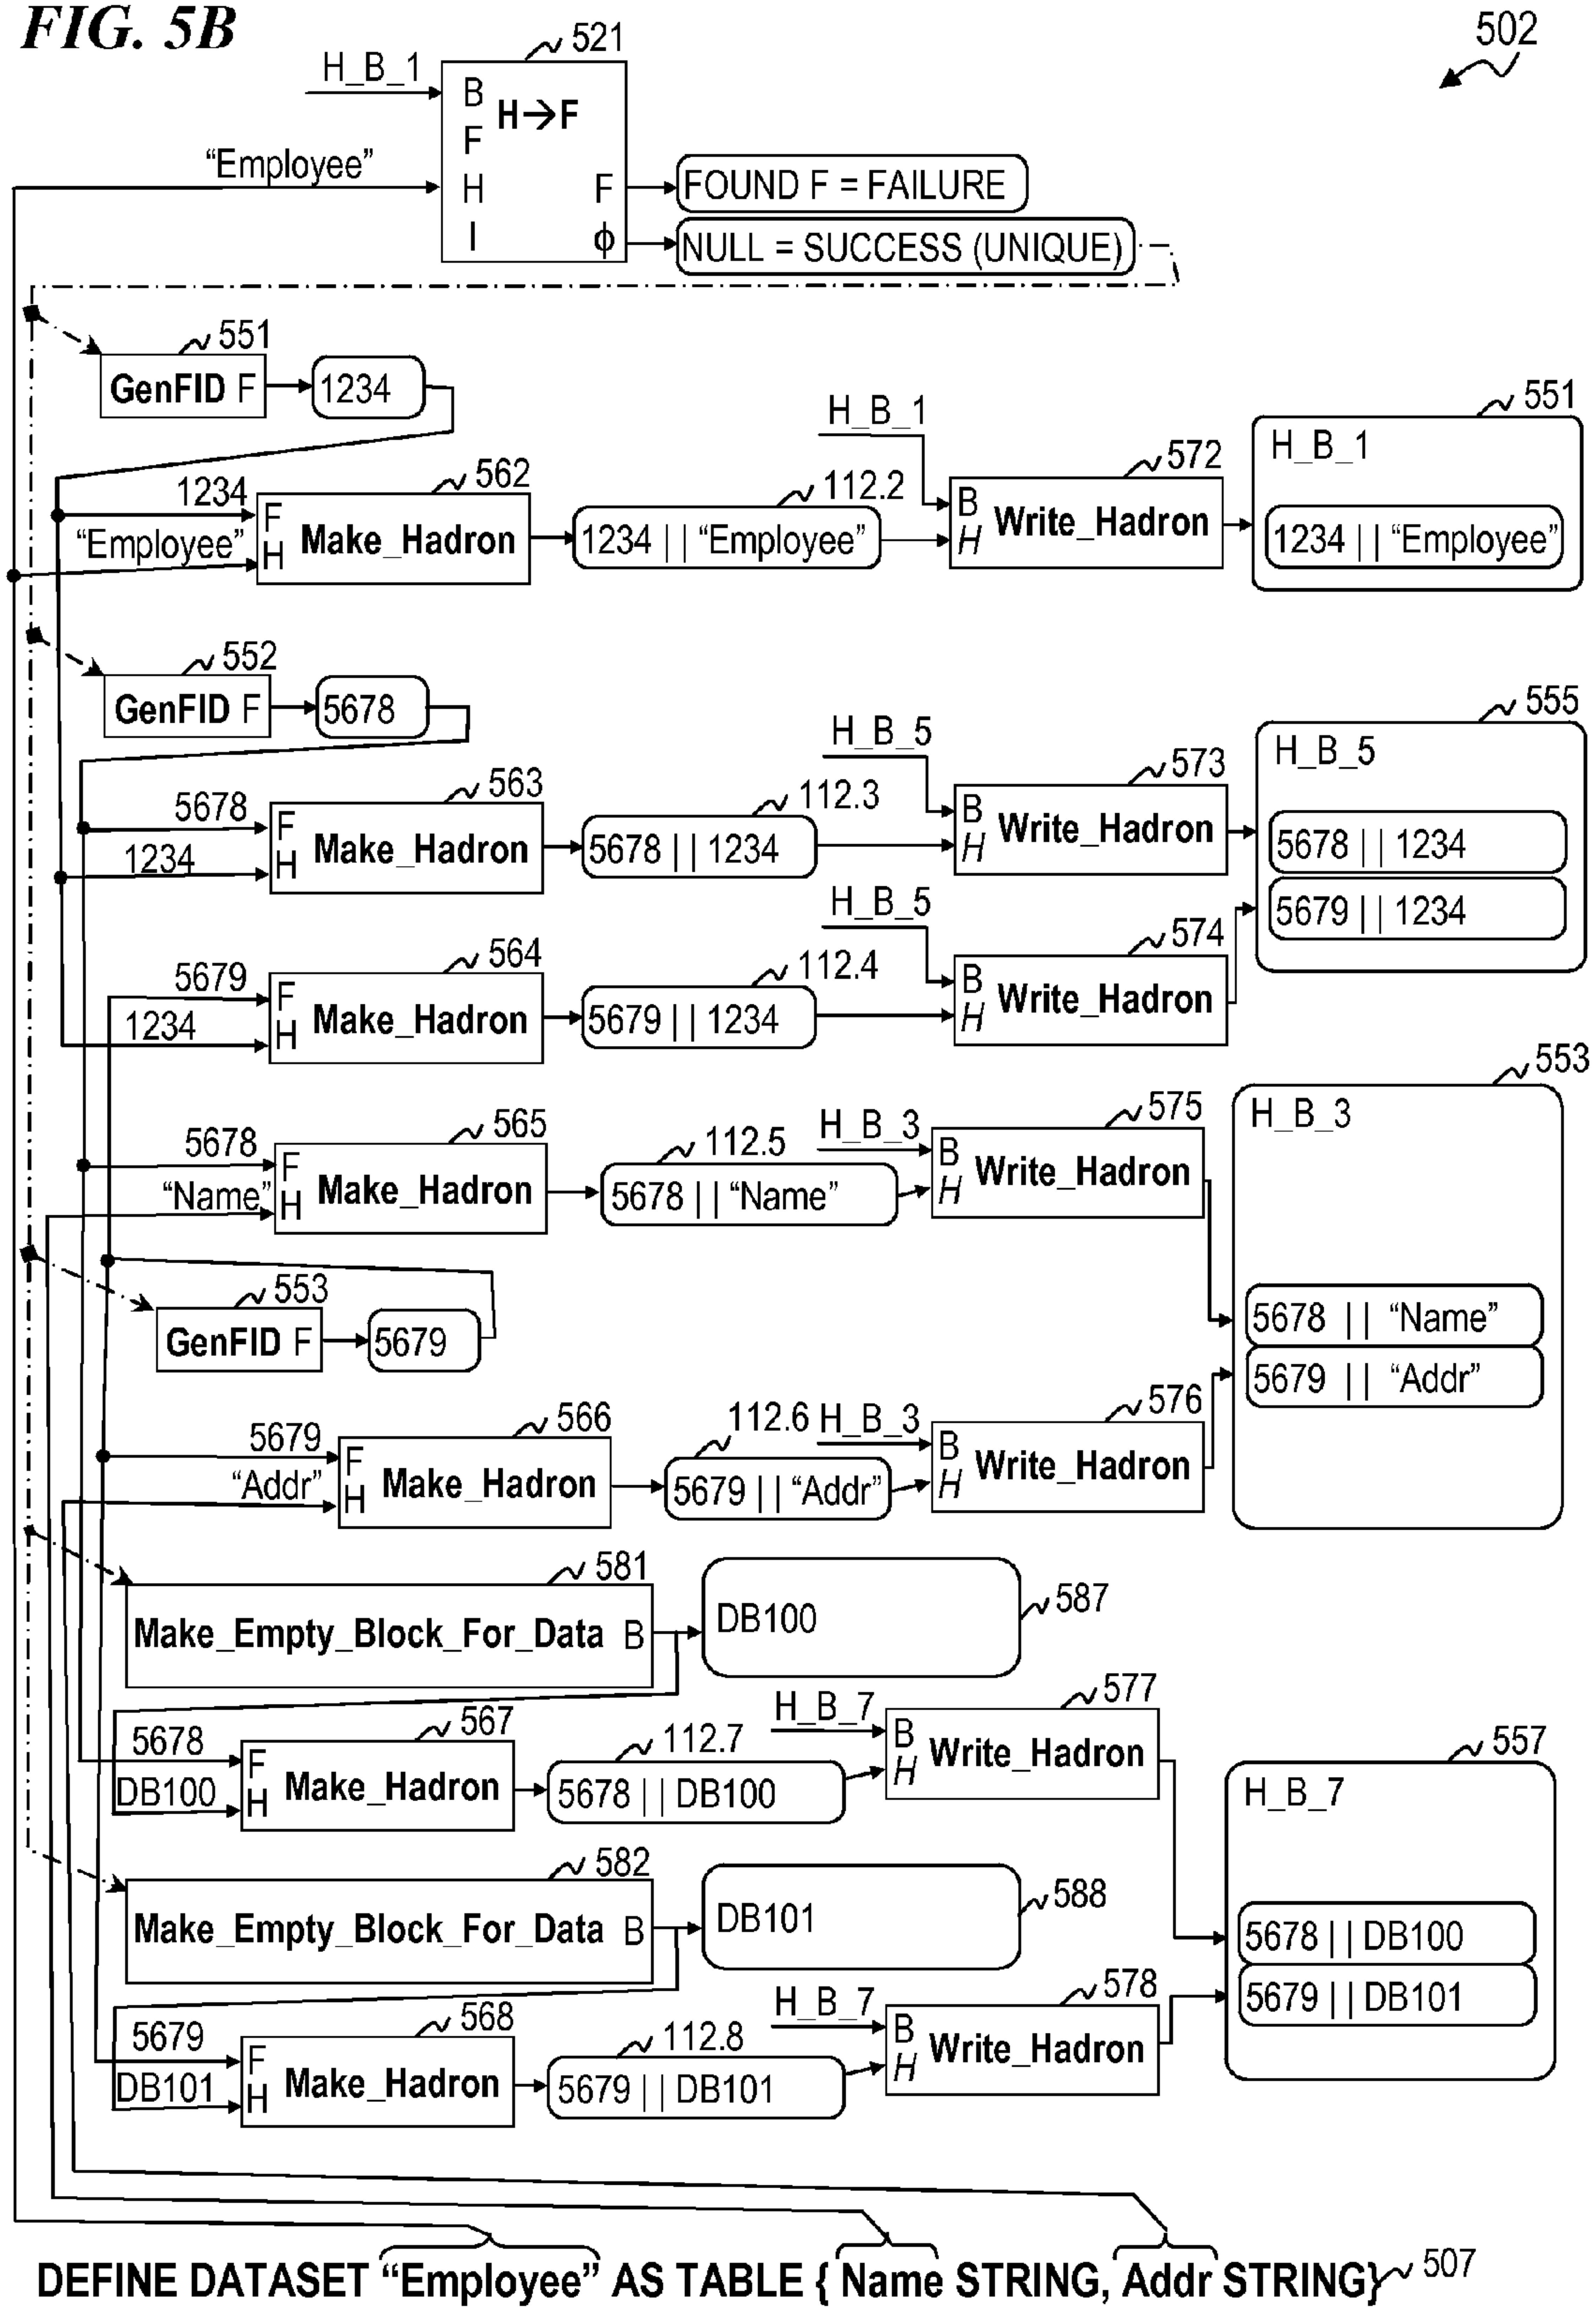 FIG. 5B
502
521
H_B_1
B
H→F
F
"Employee"
H
F
FOUND F = FAILURE
I
ϕ
NULL = SUCCESS (UNIQUE)
551
GenFID F
1234
H_B_1
551
H_B_1
1234 || "Employee"
562
1234
"Employee"
F
H
Make_Hadron
112.2
1234 || "Employee"
572
B
H
Write_Hadron
552
GenFID F
5678
H_B_5
555
H_B_5
5678 || 1234
5679 || 1234
563
5678
1234
F
H
Make_Hadron
112.3
5678 || 1234
573
B
H
Write_Hadron
H_B_5
564
5679
1234
F
H
Make_Hadron
112.4
5679 || 1234
574
B
H
Write_Hadron
553
H_B_3
5678 || "Name"
5679 || "Addr"
565
5678
"Name"
F
H
Make_Hadron
112.5
5678 || "Name"
H_B_3
575
B
H
Write_Hadron
553
GenFID F
5679
566
5679
"Addr"
F
H
Make_Hadron
112.6
5679 || "Addr"
H_B_3
576
B
H
Write_Hadron
581
Make_Empty_Block_For_Data B
DB100
587
567
5678
DB100
F
H
Make_Hadron
112.7
5678 || DB100
H_B_7
577
B
H
Write_Hadron
557
H_B_7
5678 || DB100
5679 || DB101
582
Make_Empty_Block_For_Data B
DB101
588
568
5679
DB101
F
H
Make_Hadron
112.8
5679 || DB101
H_B_7
578
B
H
Write_Hadron
DEFINE DATASET "Employee" AS TABLE { Name STRING, Addr STRING} 507